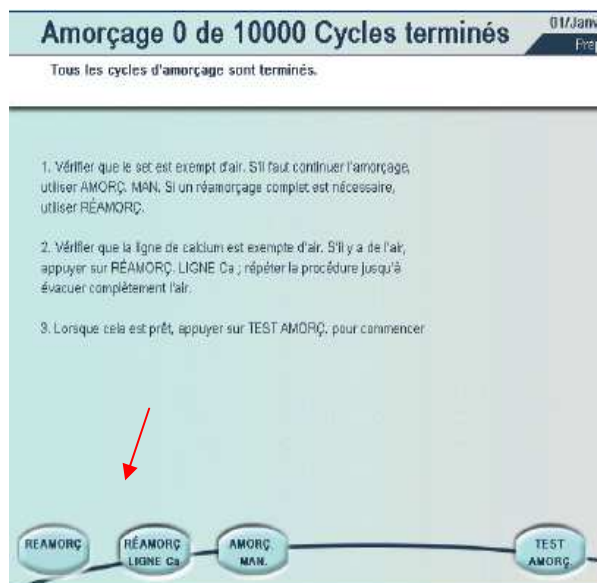 Amorçage 0 de 10000 Cycles terminés
01/Janv
Prép
Tous les cycles d'amorçage sont terminés.
1. Vérifier que le set est exempt d'air. S'il faut continuer l'amorçage,
utiliser AMORÇ. MAN. Si un réamorçage complet est nécessaire,
utiliser RÉAMORÇ.
2. Vérifier que la ligne de calcium est exempte d'air. S'il y a de l'air,
appuyer sur RÉAMORÇ. LIGNE Ca ; répéter la procédure jusqu'à
évacuer complètement l'air.
3. Lorsque cela est prêt, appuyer sur TEST AMORÇ. pour commencer
REAMORÇ
RÉAMORÇ
LIGNE Ca
AMORÇ.
MAN.
TEST
AMORÇ.